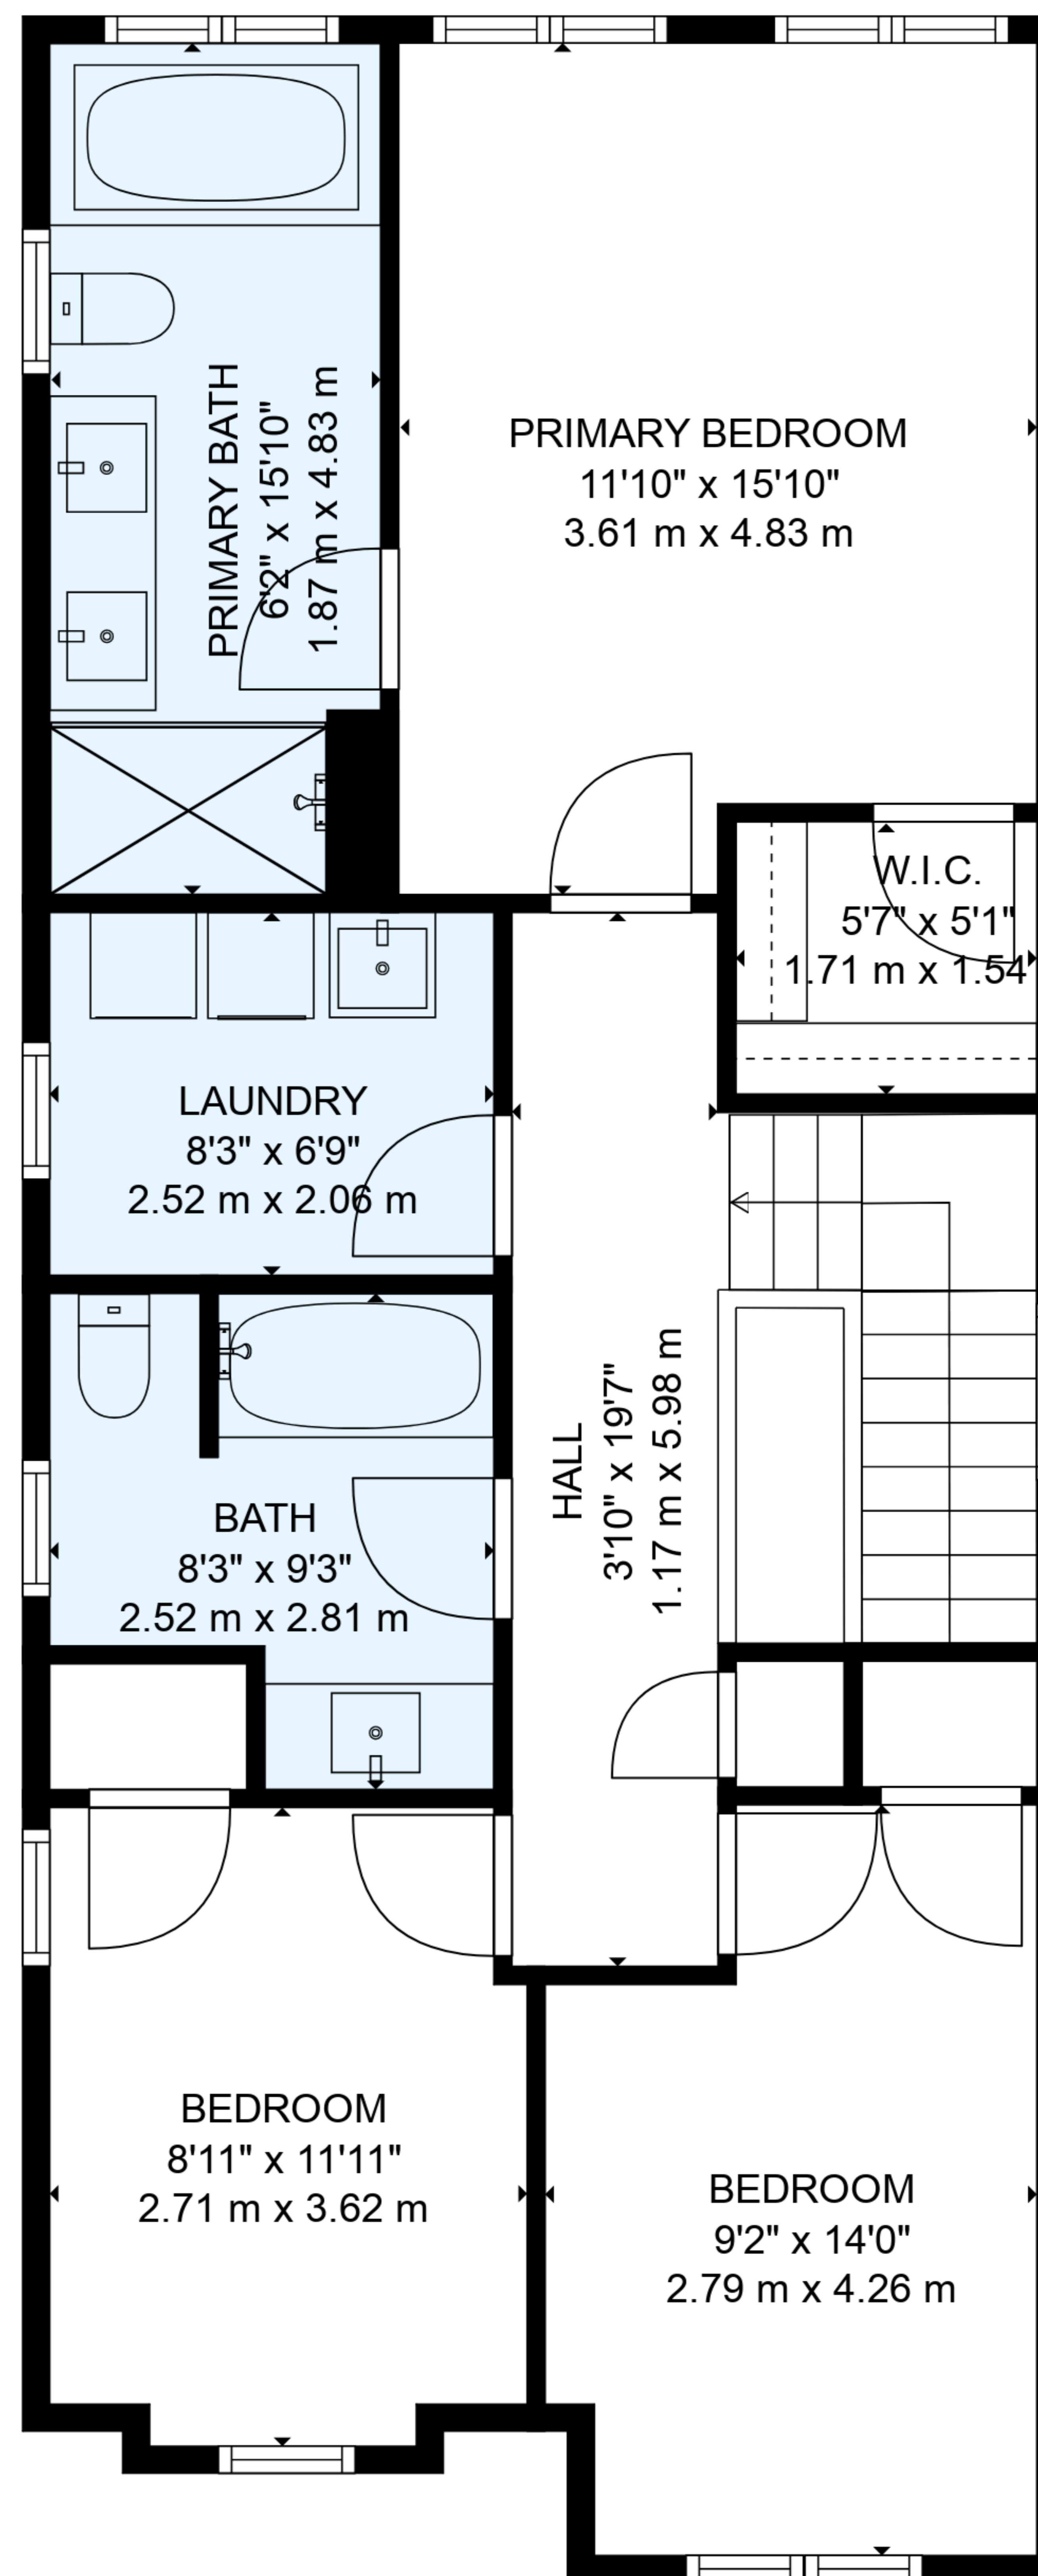 PRIMARY BATH
6'2" x 15'10"
1.87 m x 4.83 m
PRIMARY BEDROOM
11'10" x 15'10"
3.61 m x 4.83 m
W.I.C.
5'7" x 5'1"
1.71 m x 1.54
LAUNDRY
8'3" x 6'9"
2.52 m x 2.06 m
HALL
3'10" x 19'7"
1.17 m x 5.98 m
BATH
8'3" x 9'3"
2.52 m x 2.81 m
BEDROOM
8'11" x 11'11"
2.71 m x 3.62 m
BEDROOM
9'2" x 14'0"
2.79 m x 4.26 m